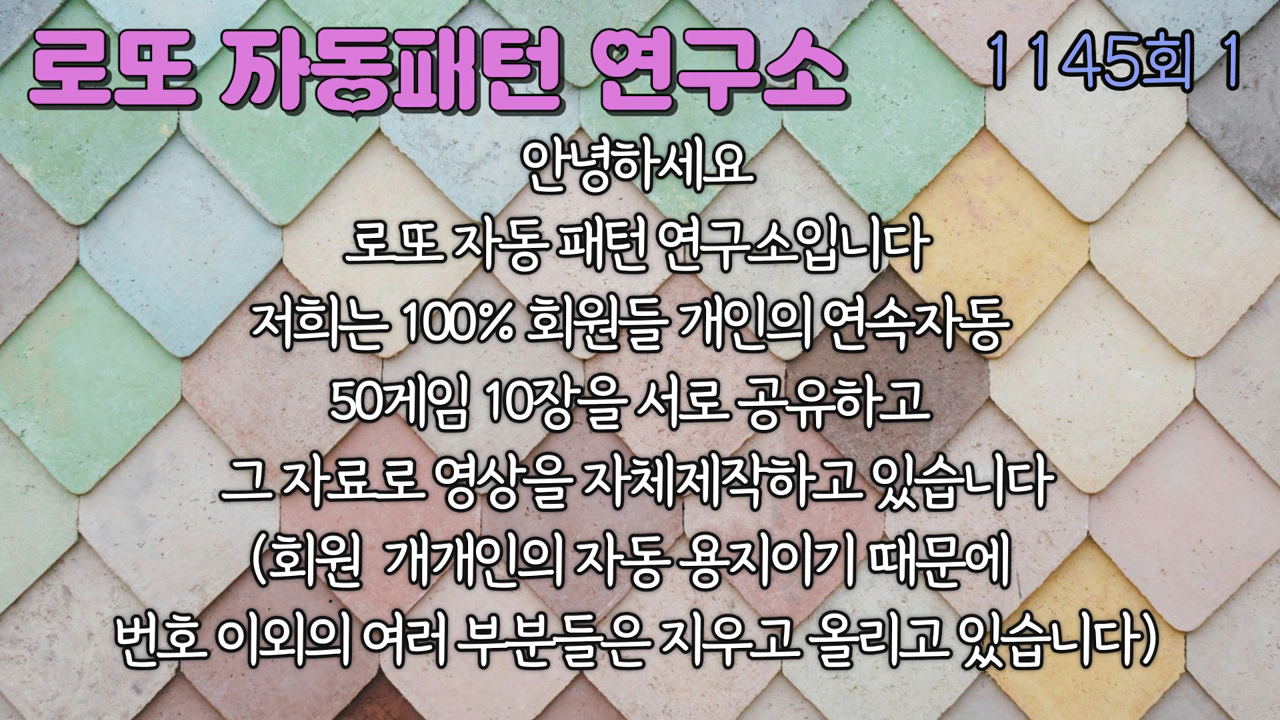 로또 자동패턴 연구소
1145회 1
안녕하세요
로또 자동 패턴 연구소입니다
저희는 100% 회원들 개인의 연속자동
50게임 10장을 서로 공유하고
그 자료로 영상을 자체제작하고 있습니다
(회원 개개인의 자동 용지이기 때문에
번호 이외의 여러 부분들은 지우고 올리고 있습니다)